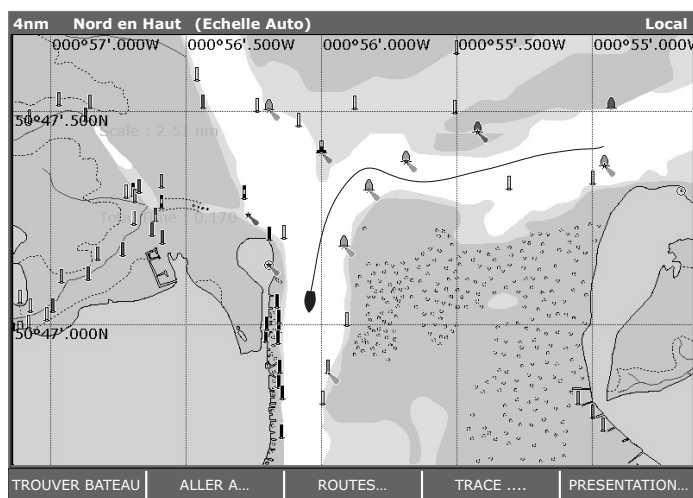 4nm Nord en Haut (Echelle Auto) Local
000°57'.000W 000°56'.500W 000°56'.000W 000°55'.500W 000°55'.000W
50°47'.500N
Scale : 2.51 nm
50°47'.000N
TROUVER BATEAU ALLER A... ROUTES... TRACE .... PRESENTATION...